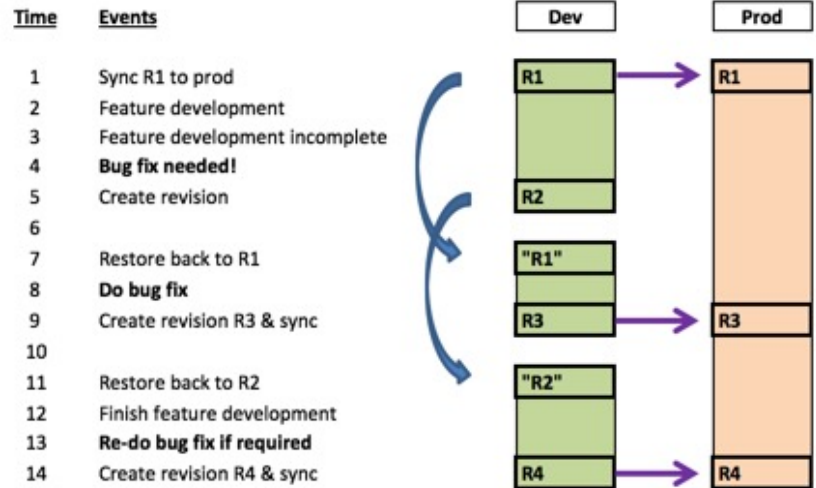 Time Events Dev Prod
1 Sync R1 to prod R1 R1
2 Feature development
3 Feature development incomplete
4 Bug fix needed!
5 Create revision R2
6
7 Restore back to R1 "R1"
8 Do bug fix
9 Create revision R3 & sync R3 R3
10
11 Restore back to R2 "R2"
12 Finish feature development
13 Re-do bug fix if required
14 Create revision R4 & sync R4 R4